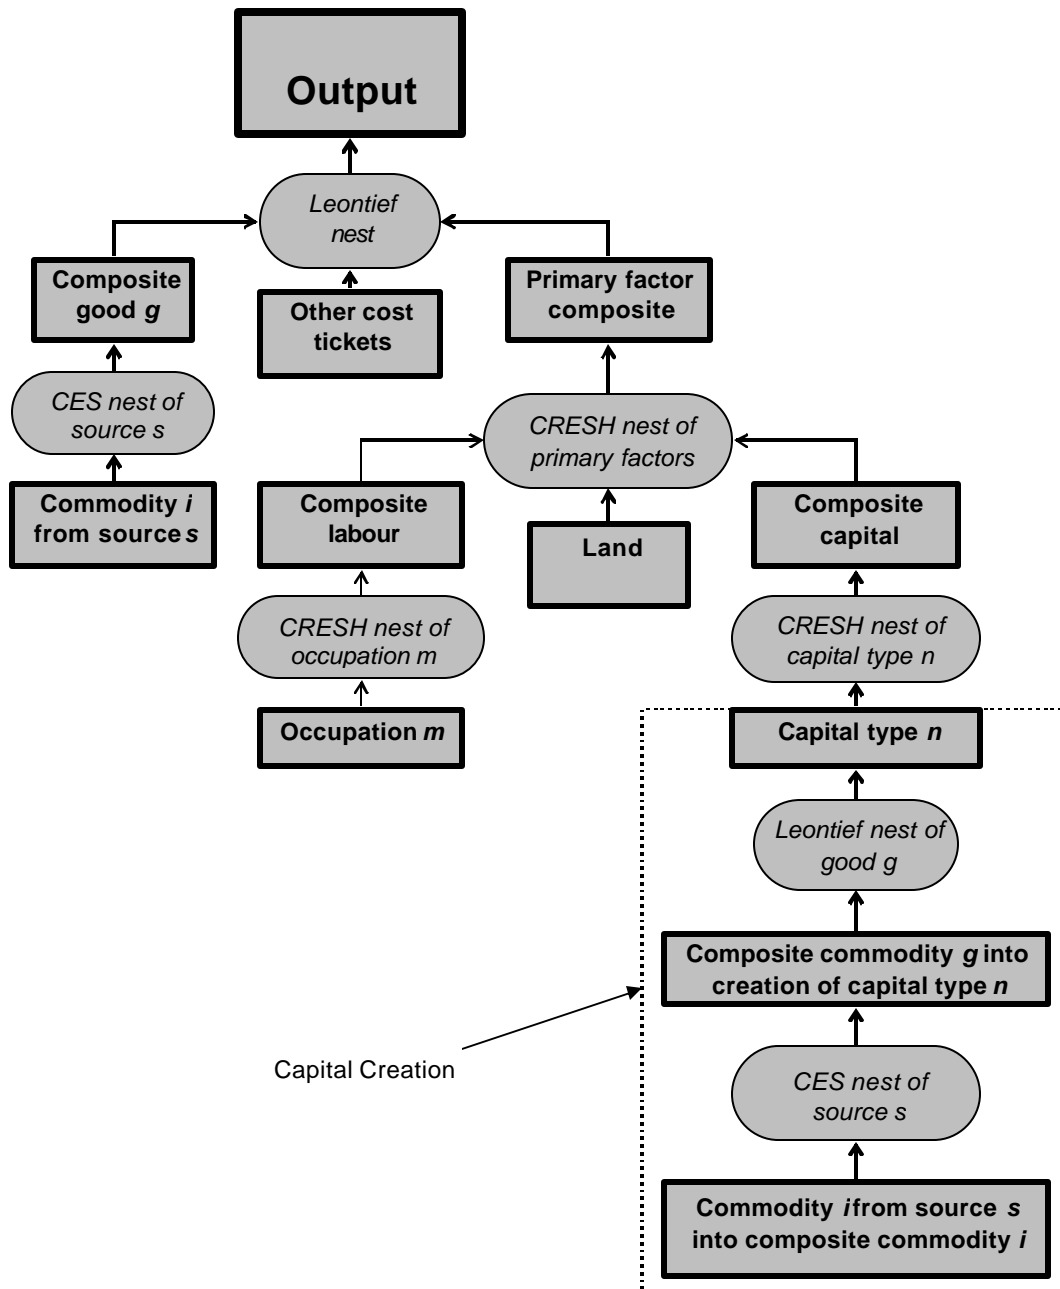 Output
Leontief
nest
Composite
good g
Other cost
tickets
Primary factor
composite
CES nest of
source s
CRESH nest of
primary factors
Commodity i
from source s
Composite
labour
Land
Composite
capital
CRESH nest of
occupation m
CRESH nest of
capital type n
Occupation m
Capital type n
Leontief nest of
good g
Composite commodity g into
creation of capital type n
Capital Creation
CES nest of
source s
Commodity i from source s
into composite commodity i